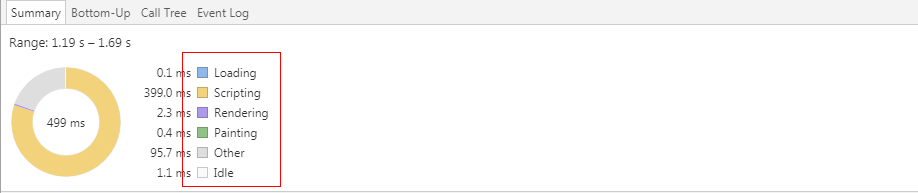 Summary Bottom-Up Call Tree Event Log
Range: 1.19 s – 1.69 s
0.1 ms Loading
399.0 ms Scripting
2.3 ms Rendering
0.4 ms Painting
95.7 ms Other
1.1 ms Idle
499 ms